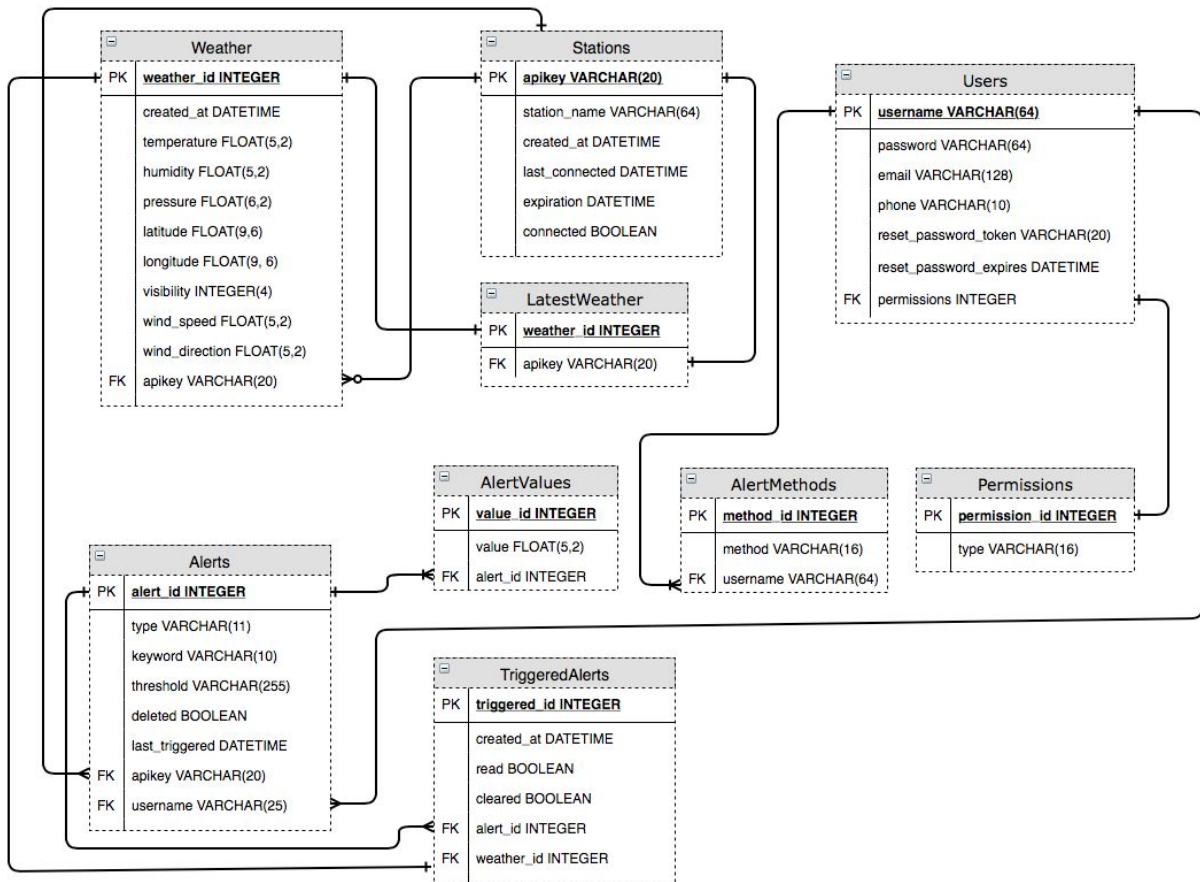 Weather
PK weather_id INTEGER
created_at DATETIME
temperature FLOAT(5,2)
humidity FLOAT(5,2)
pressure FLOAT(6,2)
latitude FLOAT(9,6)
longitude FLOAT(9, 6)
visibility INTEGER(4)
wind_speed FLOAT(5,2)
wind_direction FLOAT(5,2)
FK apikey VARCHAR(20)
Stations
PK apikey VARCHAR(20)
station_name VARCHAR(64)
created_at DATETIME
last_connected DATETIME
expiration DATETIME
connected BOOLEAN
Users
PK username VARCHAR(64)
password VARCHAR(64)
email VARCHAR(128)
phone VARCHAR(10)
reset_password_token VARCHAR(20)
reset_password_expires DATETIME
FK permissions INTEGER
LatestWeather
PK weather_id INTEGER
FK apikey VARCHAR(20)
AlertValues
PK value_id INTEGER
value FLOAT(5,2)
FK alert_id INTEGER
AlertMethods
PK method_id INTEGER
method VARCHAR(16)
FK username VARCHAR(64)
Permissions
PK permission_id INTEGER
type VARCHAR(16)
Alerts
PK alert_id INTEGER
type VARCHAR(11)
keyword VARCHAR(10)
threshold VARCHAR(255)
deleted BOOLEAN
last_triggered DATETIME
FK apikey VARCHAR(20)
FK username VARCHAR(25)
TriggeredAlerts
PK triggered_id INTEGER
created_at DATETIME
read BOOLEAN
cleared BOOLEAN
FK alert_id INTEGER
FK weather_id INTEGER